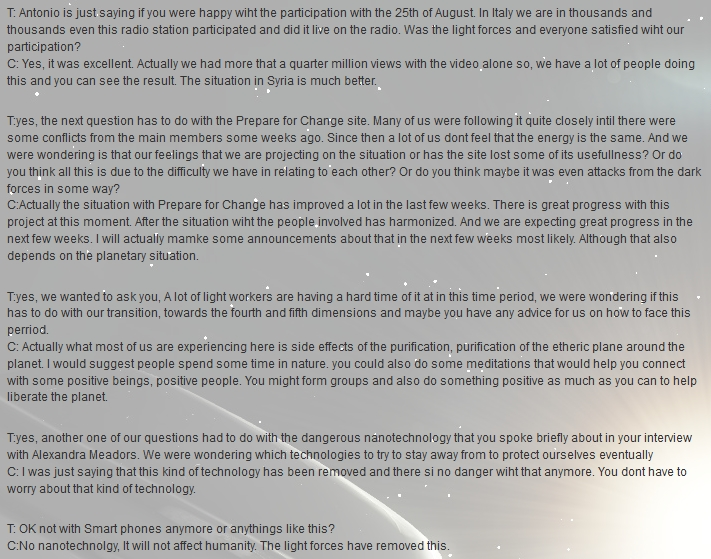 T: Antonio is just saying if you were happy wiht the participation with the 25th of August. In Italy we are in thousands and
thousands even this radio station participated and did it live on the radio. Was the light forces and everyone satisfied wiht our
participation?
C: Yes, it was excellent. Actually we had more that a quarter million views with the video alone so, we have a lot of people doing
this and you can see the result. The situation in Syria is much better.
T:yes, the next question has to do with the Prepare for Change site. Many of us were following it quite closely intil there were
some conflicts from the main members some weeks ago. Since then a lot of us dont feel that the energy is the same. And we
were wondering is that our feelings that we are projecting on the situation or has the site lost some of its usefullness? Or do
you think all this is due to the difficulty we have in relating to each other? Or do you think maybe it was even attacks from the dark
forces in some way?
C:Actually the situation with Prepare for Change has improved a lot in the last few weeks. There is great progress with this
project at this moment. After the situation wiht the people involved has harmonized. And we are expecting great progress in the
next few weeks. I will actually mamke some announcements about that in the next few weeks most likely. Although that also
depends on the planetary situation.
T:yes, we wanted to ask you, A lot of light workers are having a hard time of it at in this time period, we were wondering if this
has to do with our transition, towards the fourth and fifth dimensions and maybe you have any advice for us on how to face this
perriod.
C: Actually what most of us are experiencing here is side effects of the purification, purification of the etheric plane around the
planet. I would suggest people spend some time in nature. you could also do some meditations that would help you connect
with some positive beings, positive people. You might form groups and also do something positive as much as you can to help
liberate the planet.
T:yes, another one of our questions had to do with the dangerous nanotechnology that you spoke briefly about in your interview
with Alexandra Meadors. We were wondering which technologies to try to stay away from to protect ourselves eventually
C: I was just saying that this kind of technology has been removed and there si no danger wiht that anymore. You dont have to
worry about that kind of technology.
T: OK not with Smart phones anymore or anythings like this?
C:No nanotechnolgy, It will not affect humanity. The light forces have removed this.